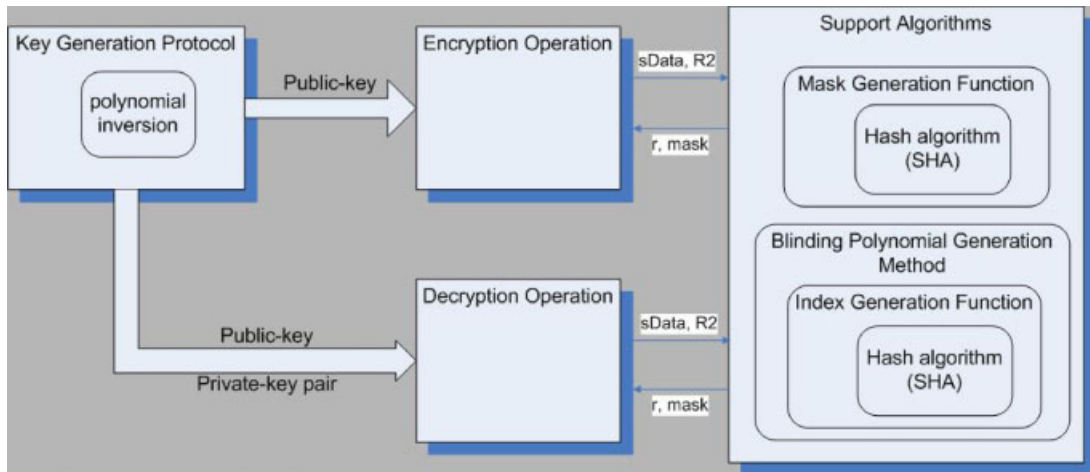 Key Generation Protocol
polynomial
inversion
Public-key
Encryption Operation
sData, R2
r, mask
Support Algorithms
Mask Generation Function
Hash algorithm
(SHA)
Blinding Polynomial Generation
Method
Index Generation Function
Hash algorithm
(SHA)
Decryption Operation
sData, R2
r, mask
Public-key
Private-key pair